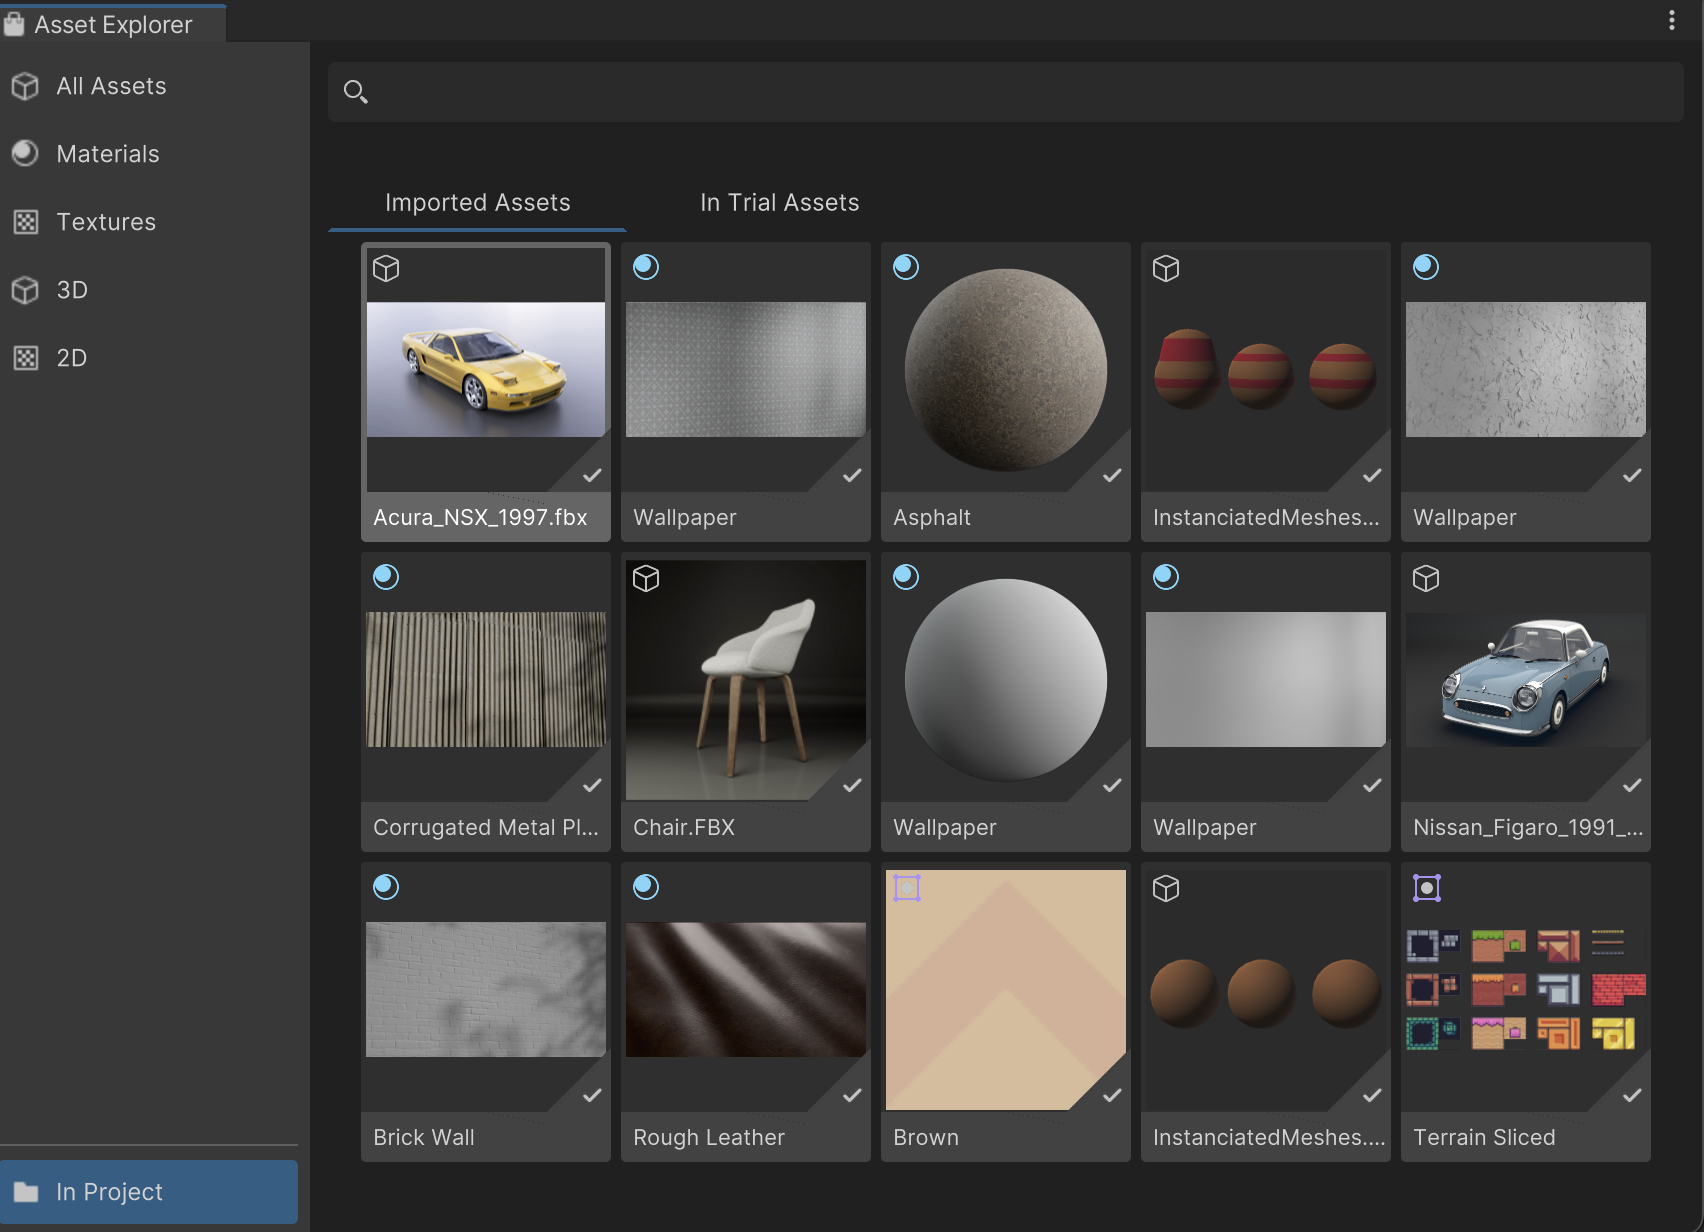 Asset Explorer
All Assets
Materials
Textures
3D
2D
In Project
Imported Assets
In Trial Assets
Acura_NSX_1997.fbx
Wallpaper
Asphalt
InstanciatedMeshes...
Wallpaper
Corrugated Metal Pl...
Chair.FBX
Wallpaper
Wallpaper
Nissan_Figaro_1991_...
Brick Wall
Rough Leather
Brown
InstanciatedMeshes....
Terrain Sliced